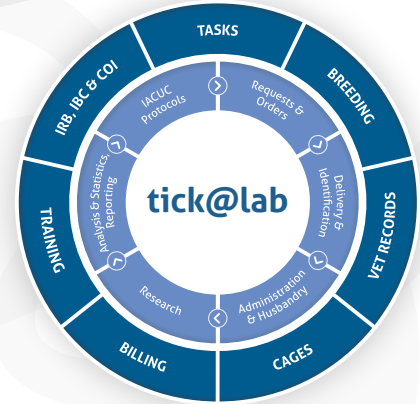 TASKS
BREEDING
VET RECORDS
CAGES
BILLING
TRAINING
IRB, IBC & COI
IACUC
Protocols
Requests &
Orders
Delivery &
Identification
Administration
& Husbandry
Research
Analysis & Statistics,
Reporting
tick@lab